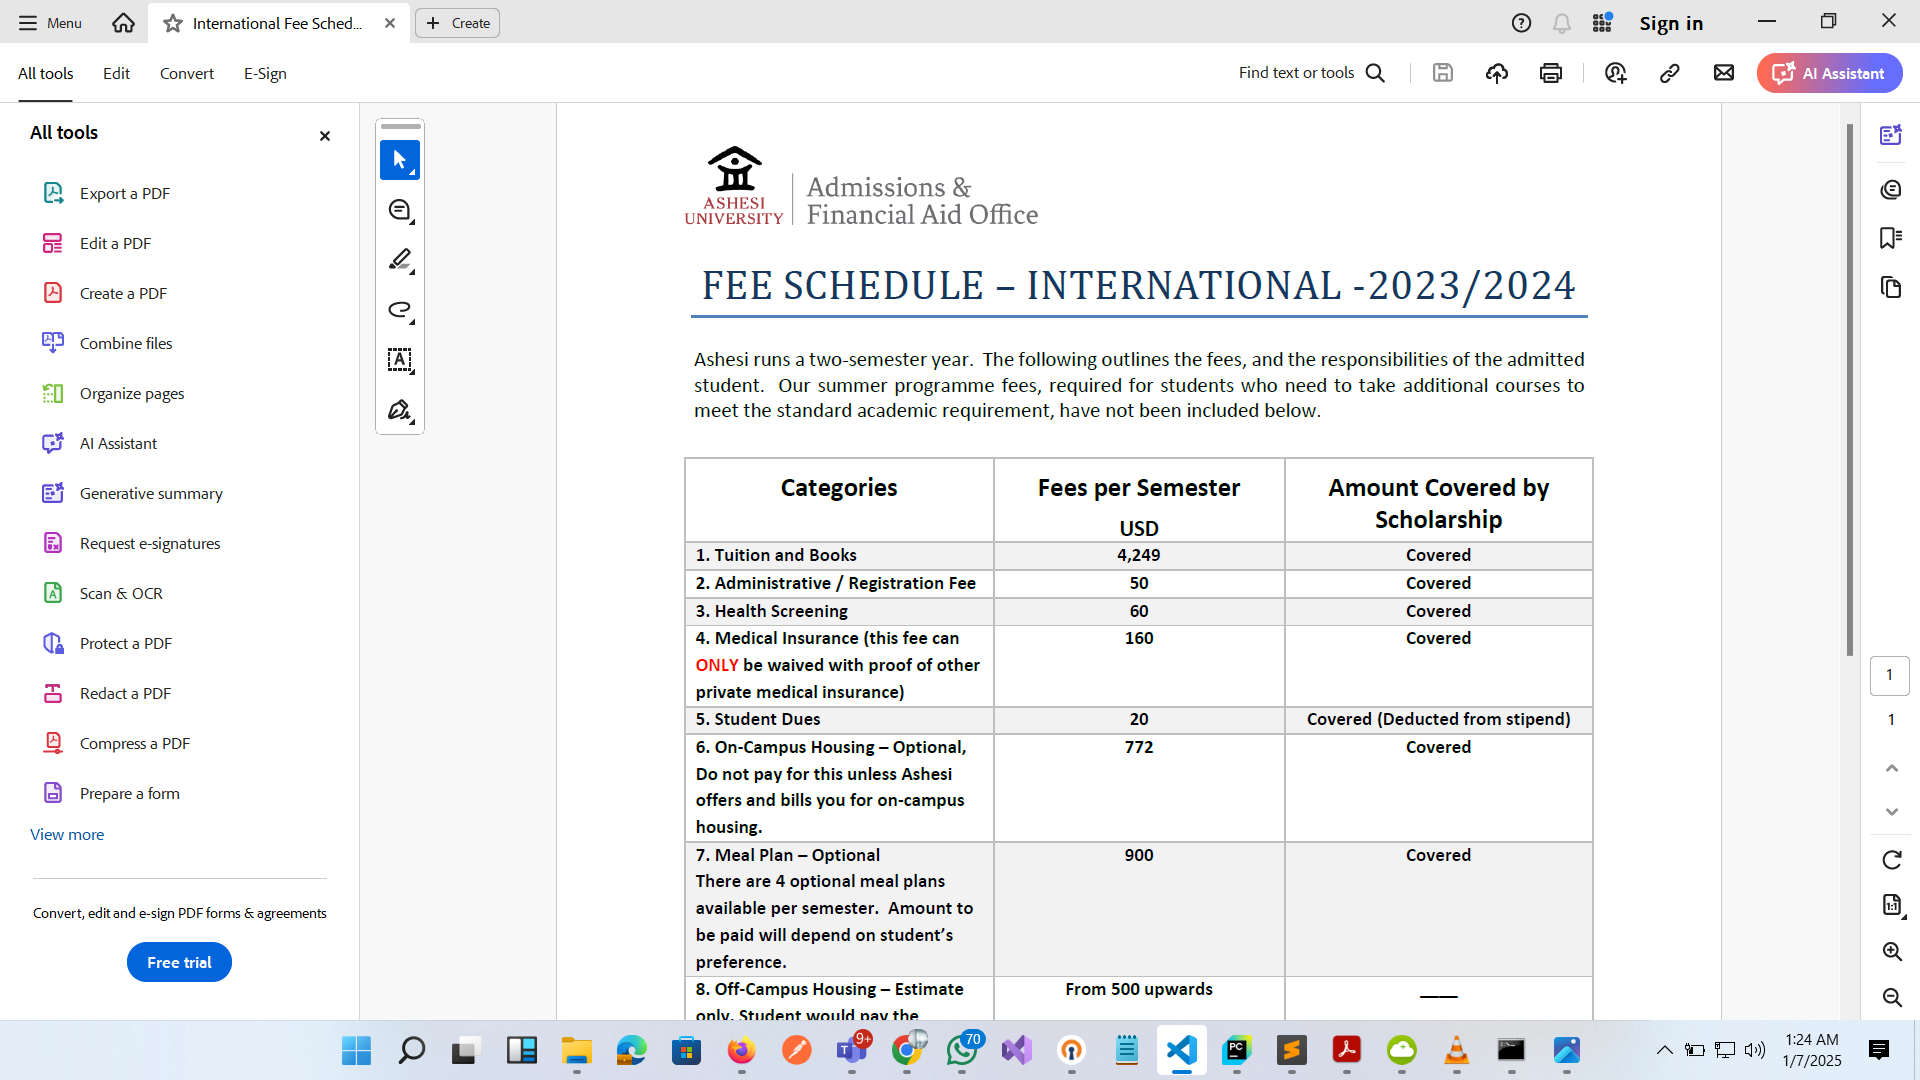 Menu
International Fee Sched...
Create
Sign in
All tools
Edit
Convert
E-Sign
Find text or tools
AI Assistant
All tools
Export a PDF
Edit a PDF
Create a PDF
Combine files
Organize pages
AI Assistant
Generative summary
Request e-signatures
Scan & OCR
Protect a PDF
Redact a PDF
Compress a PDF
Prepare a form
View more
Convert, edit and e-sign PDF forms & agreements
Free trial
ASHESI
UNIVERSITY
Admissions &
Financial Aid Office
FEE SCHEDULE – INTERNATIONAL -2023/2024
Ashesi runs a two-semester year. The following outlines the fees, and the responsibilities of the admitted
student. Our summer programme fees, required for students who need to take additional courses to
meet the standard academic requirement, have not been included below.
Categories
Fees per Semester
USD
Amount Covered by
Scholarship
1. Tuition and Books
4,249
Covered
2. Administrative / Registration Fee
50
Covered
3. Health Screening
60
Covered
4. Medical Insurance (this fee can
ONLY be waived with proof of other
private medical insurance)
160
Covered
5. Student Dues
20
Covered (Deducted from stipend)
6. On-Campus Housing – Optional,
Do not pay for this unless Ashesi
offers and bills you for on-campus
housing.
772
Covered
7. Meal Plan – Optional
There are 4 optional meal plans
available per semester. Amount to
be paid will depend on student's
preference.
900
Covered
8. Off-Campus Housing – Estimate
only. Student would pay the
From 500 upwards
1
1
1:1
9+
70
PC
1:24 AM
1/7/2025